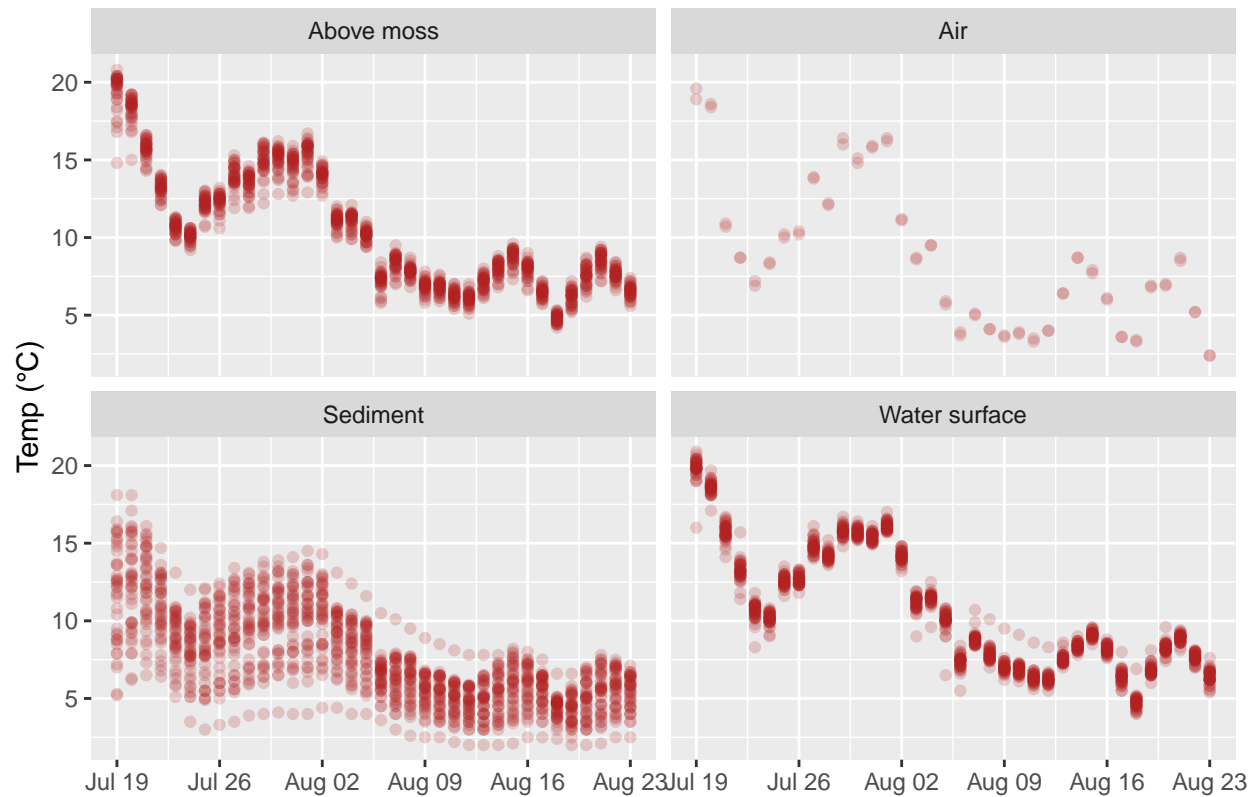 Above moss
Air
20
15
10
5
Temp (°C)
Sediment
Water surface
20
15
10
5
Jul 19 Jul 26 Aug 02 Aug 09 Aug 16 Aug 23 Jul 19 Jul 26 Aug 02 Aug 09 Aug 16 Aug 23